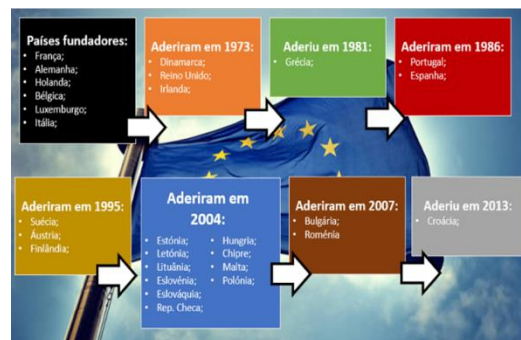 Países fundadores:
França;
Alemanha;
Holanda;
Bélgica;
Luxemburgo;
Itália;
Aderiram em 1973:
Dinamarca;
Reino Unido;
Irlanda;
Aderiu em 1981:
Grécia;
Aderiram em 1986:
Portugal;
Espanha;
Aderiram em 1995:
Suécia;
Áustria;
Finlândia;
Aderiram em
2004:
Estónia;
Letónia;
Lituânia;
Eslovénia;
Eslováquia;
Rep. Checa;
Hungria;
Chipre;
Malta;
Polónia;
Aderiram em 2007:
Bulgária;
Roménia
Aderiu em 2013:
Croácia;